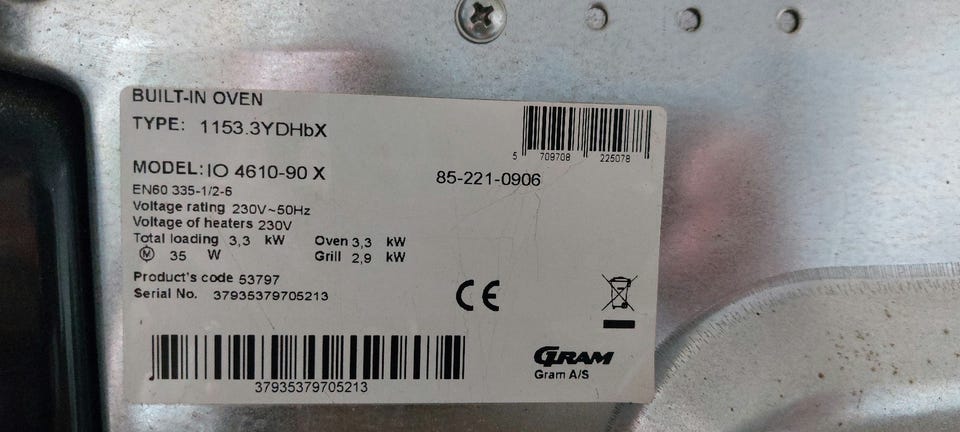 BUILT-IN OVEN
TYPE: 1153.3YDHbX
5 709708 225078
MODEL: IO 4610-90 X
85-221-0906
EN60 335-1/2-6
Voltage rating 230V~50Hz
Voltage of heaters 230V
Total loading 3,3 kW Oven 3,3 kW
M 35 W Grill 2,9 kW
Product's code 53797
Serial No. 37935379705213
CE
37935379705213
GRAM
Gram A/S